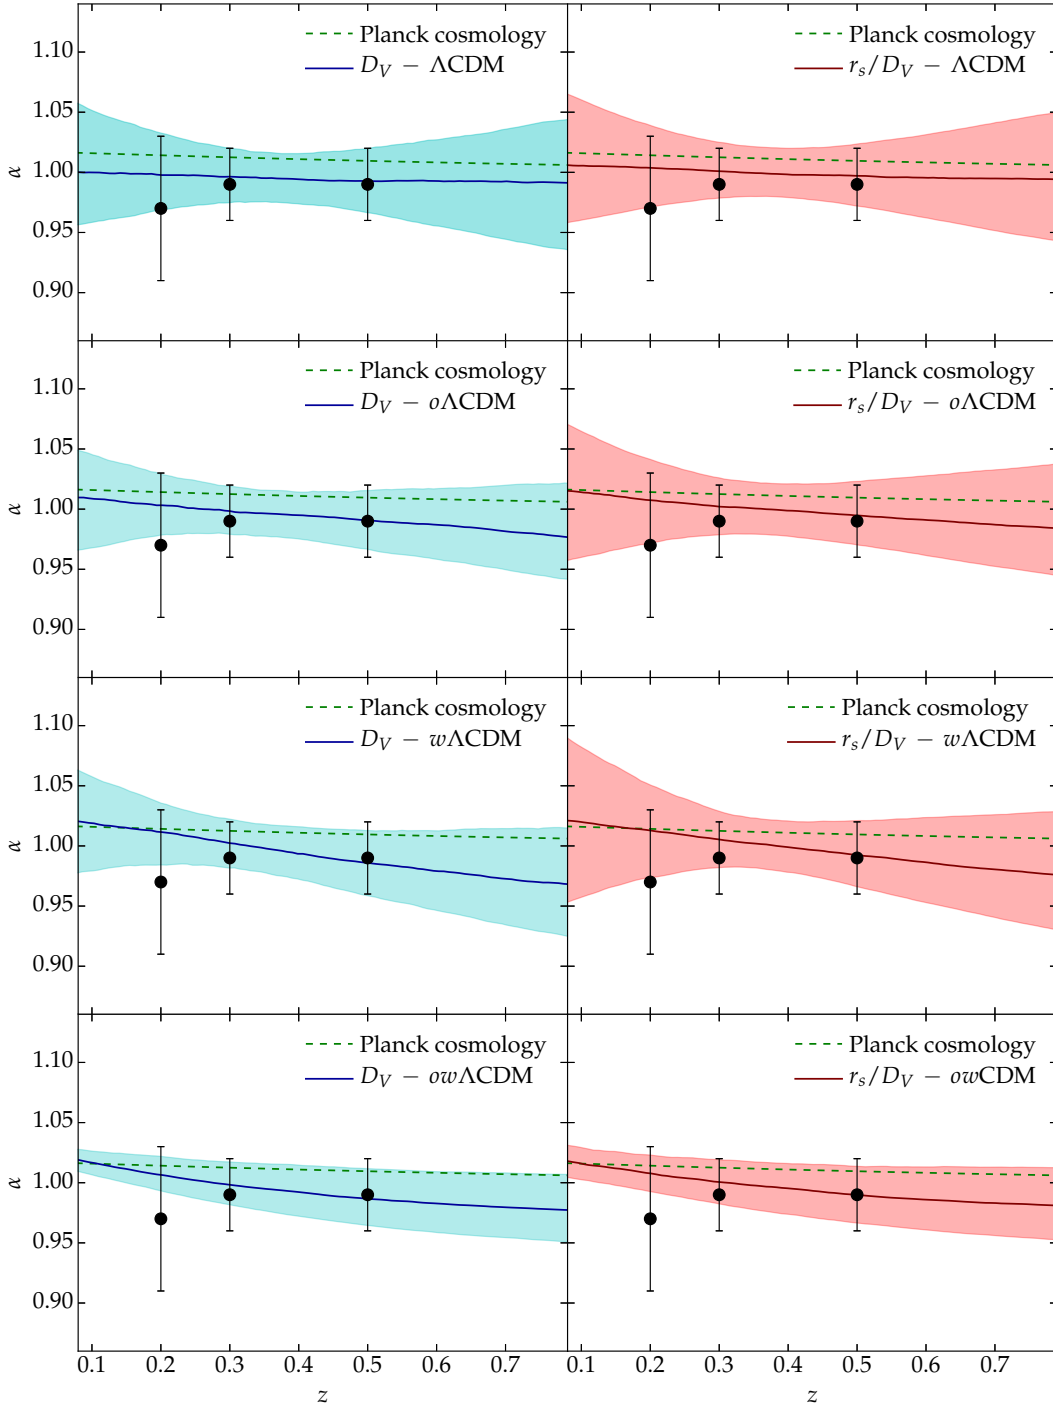 Planck cosmology
D_V − ΛCDM
1.10
1.05
1.00
0.95
0.90
α
Planck cosmology
r_s/D_V − ΛCDM
Planck cosmology
D_V − oΛCDM
1.10
1.05
1.00
0.95
0.90
α
Planck cosmology
r_s/D_V − oΛCDM
Planck cosmology
D_V − wΛCDM
1.10
1.05
1.00
0.95
0.90
α
Planck cosmology
r_s/D_V − wΛCDM
Planck cosmology
D_V − owΛCDM
1.10
1.05
1.00
0.95
0.90
α
Planck cosmology
r_s/D_V − owCDM
0.1 0.2 0.3 0.4 0.5 0.6 0.7
0.1 0.2 0.3 0.4 0.5 0.6 0.7
z
z